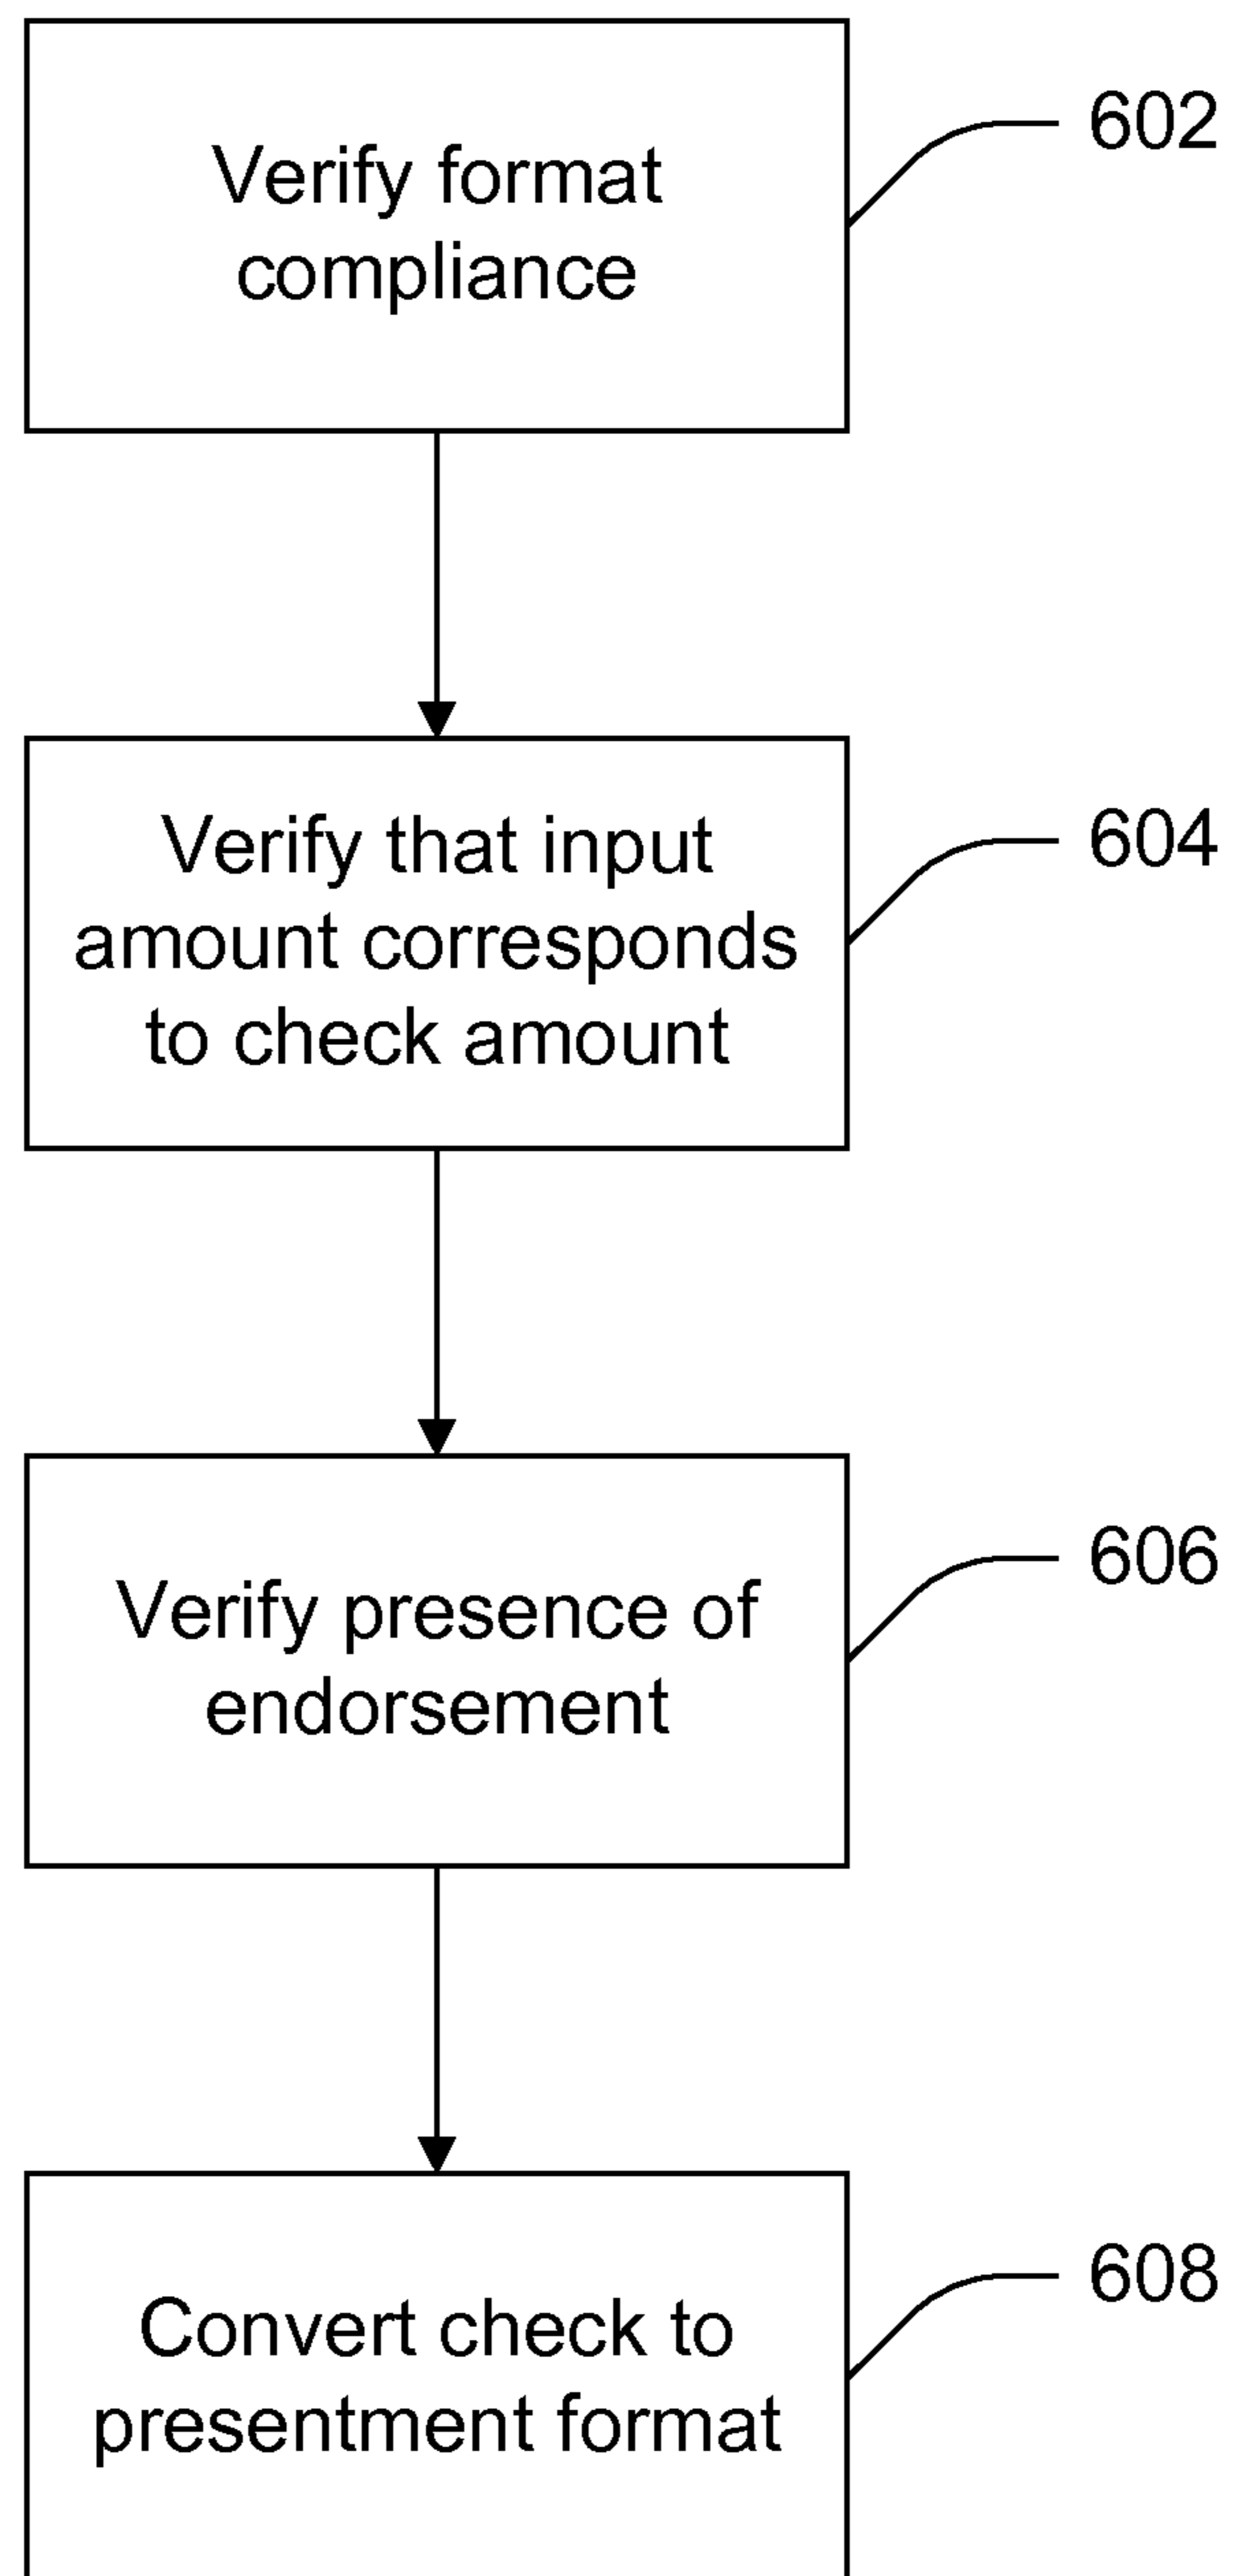 Verify format
compliance
602
Verify that input
amount corresponds
to check amount
604
Verify presence of
endorsement
606
Convert check to
presentment format
608